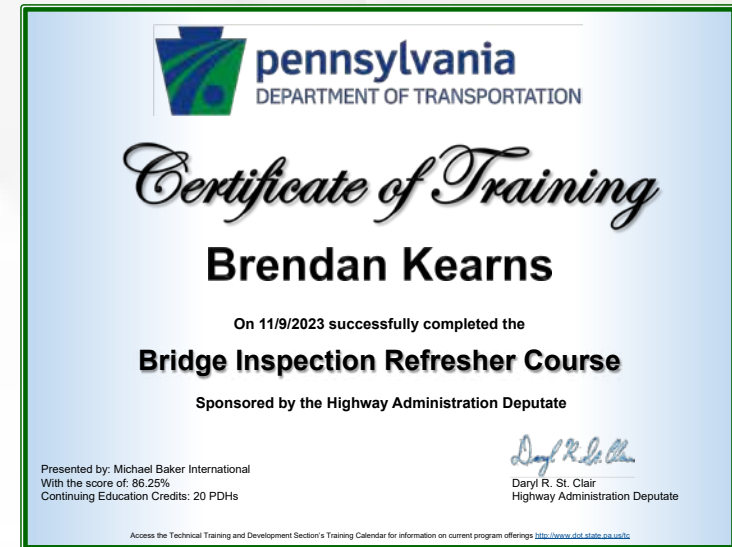 pennsylvania
DEPARTMENT OF TRANSPORTATION
Certificate of Training
Brendan Kearns
On 11/9/2023 successfully completed the
Bridge Inspection Refresher Course
Sponsored by the Highway Administration Deputate
Daryl R. St. Clair
Presented by: Michael Baker International
With the score of: 86.25%
Daryl R. St. Clair
Continuing Education Credits: 20 PDHs
Highway Administration Deputate
Access the Technical Training and Development Section's Training Calendar for information on current program offerings http://www.dot.state.pa.us/tc